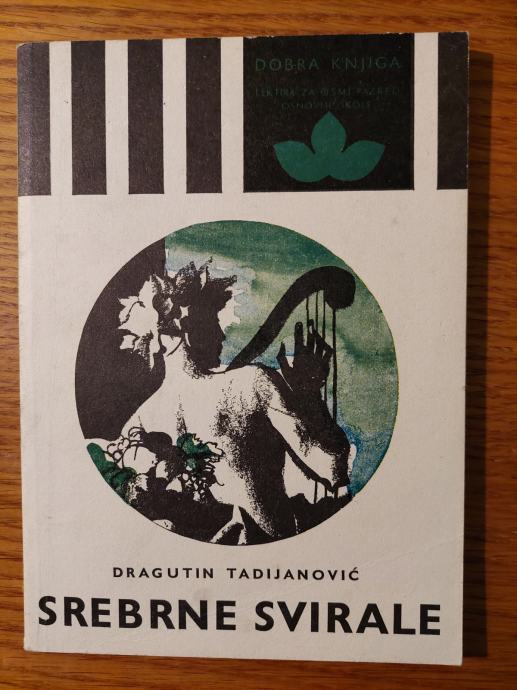 DOBRA KNJIGA
LEKTIRA ZA OSMI RAZRED
OSNOVNE ŠKOLE
DRAGUTIN TADIJANOVIĆ
SREBRNE SVIRALE